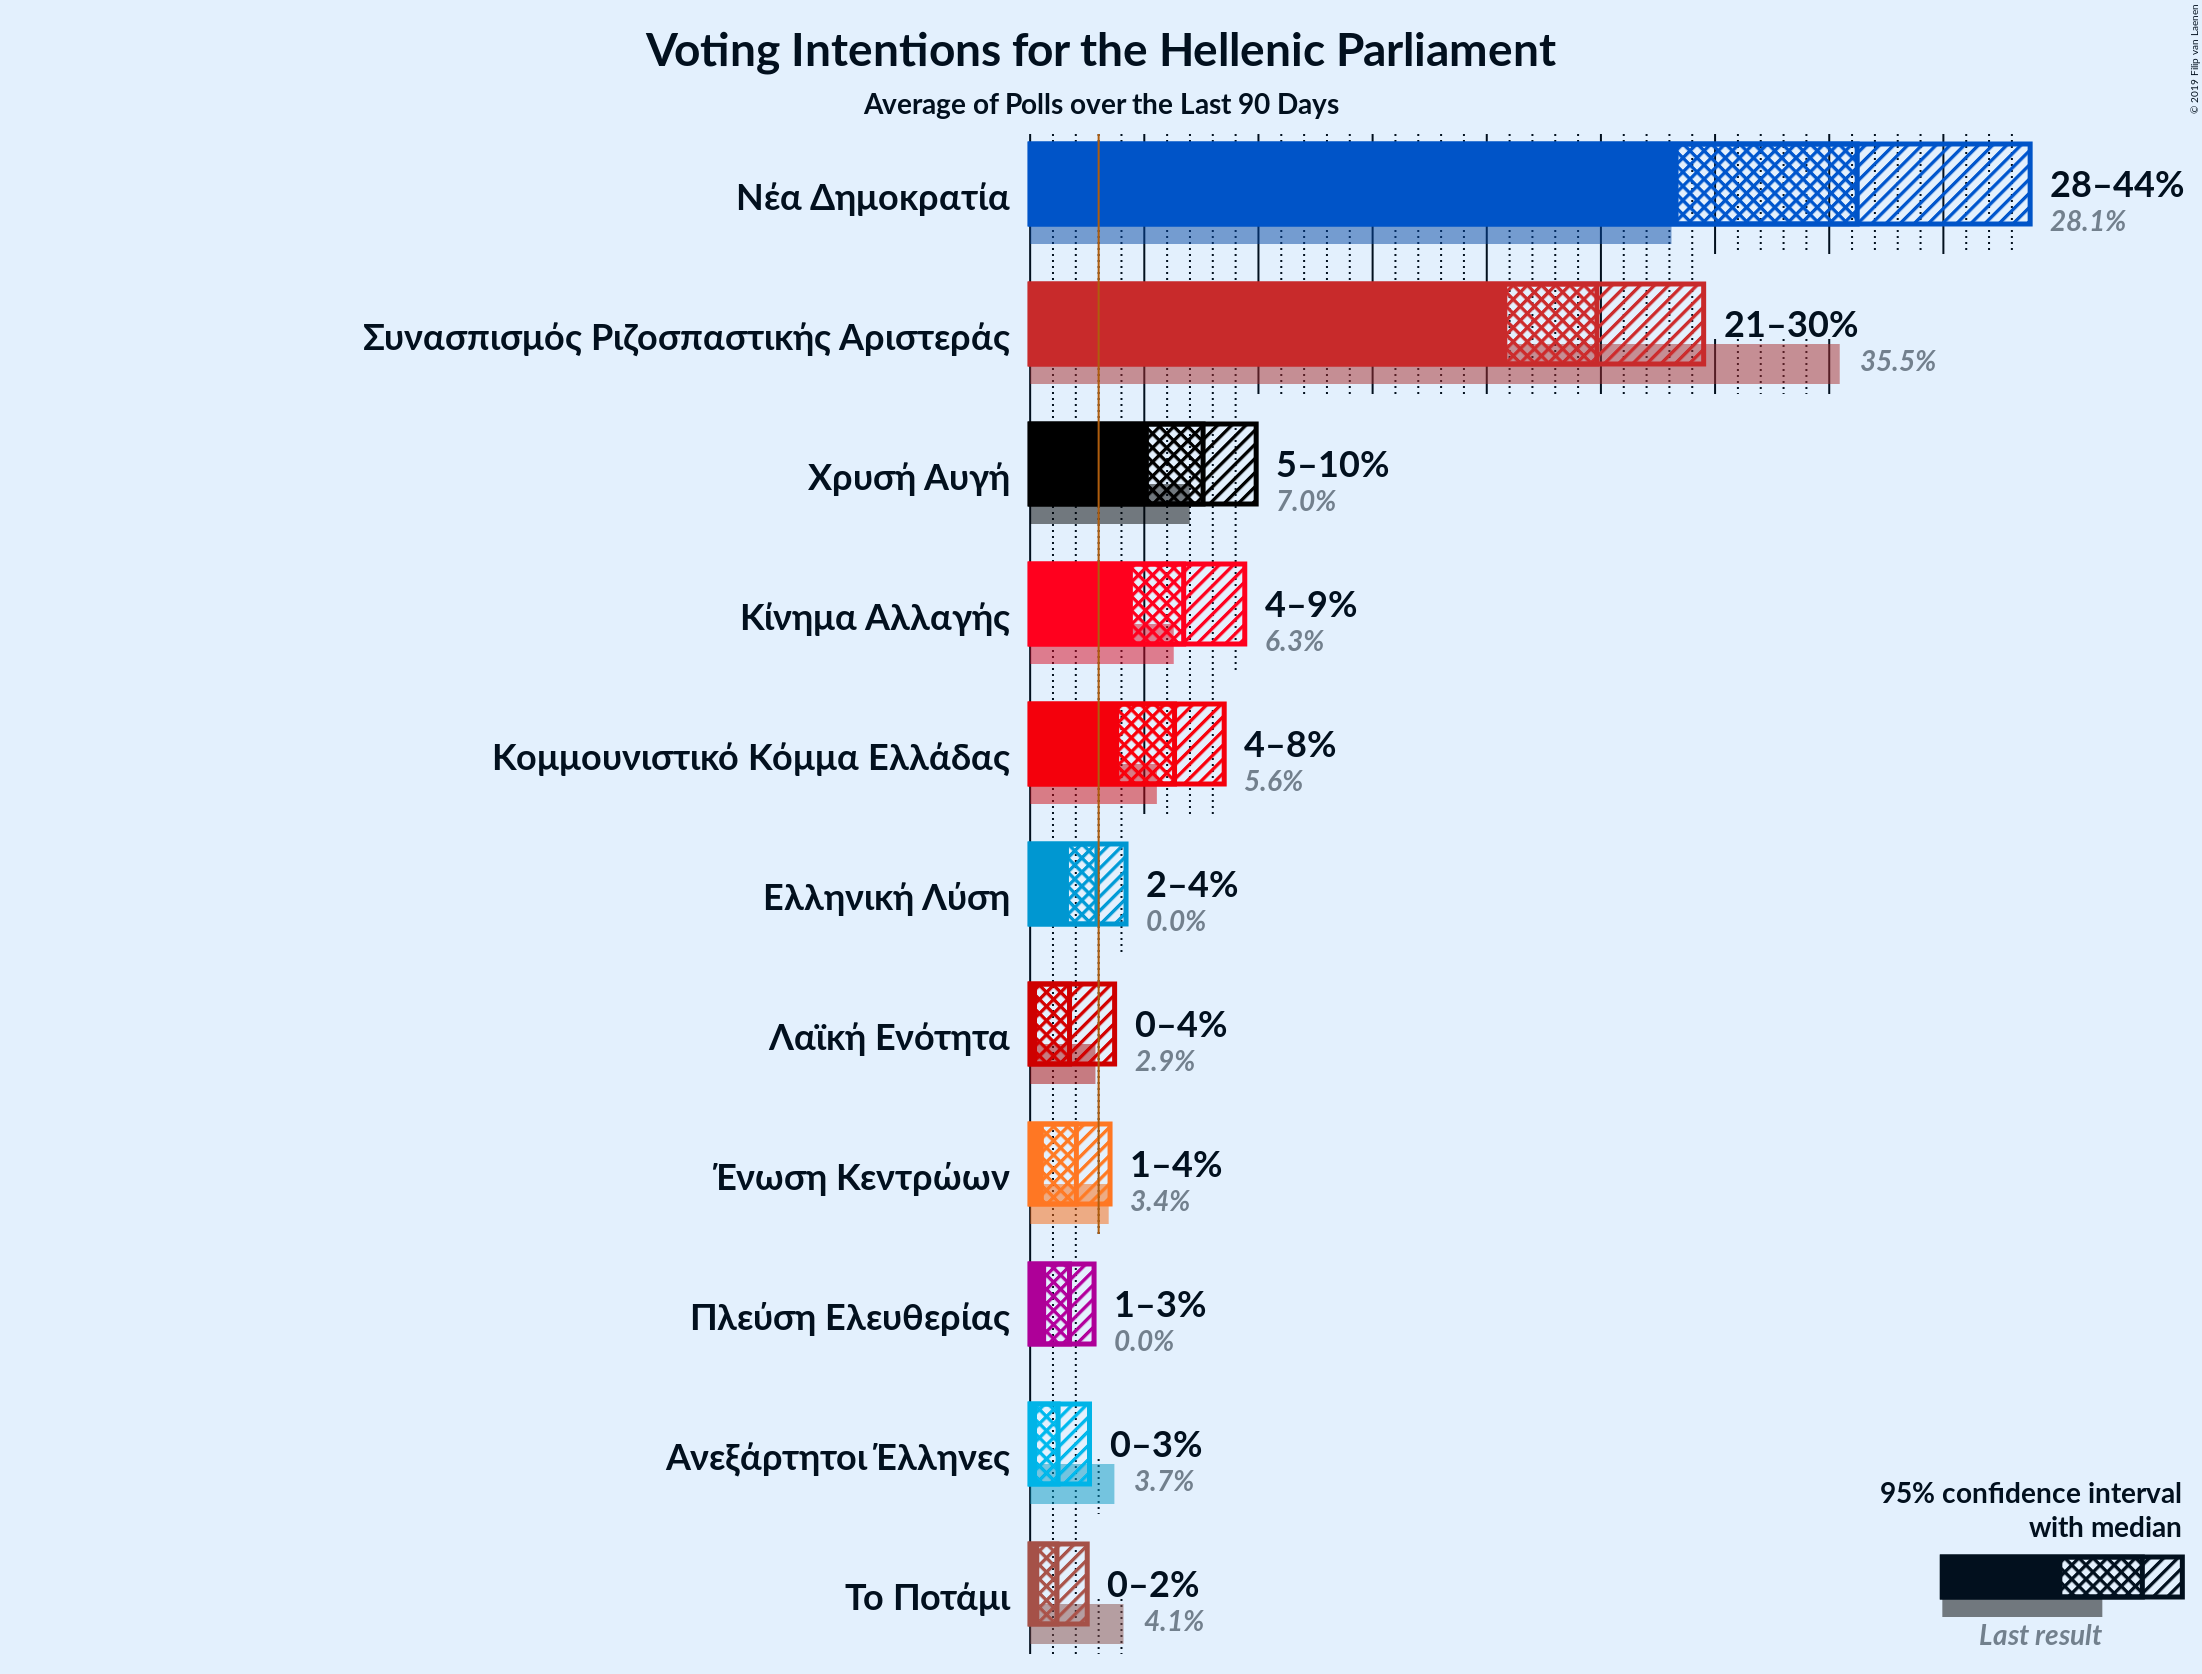 Voting Intentions for the Hellenic Parliament
Average of Polls over the Last 90 Days
© 2019 Filip van Laenen
Νέα Δημοκρατία
28–44%
28.1%
Συνασπισμός Ριζοσπαστικής Αριστεράς
21–30%
35.5%
Χρυσή Αυγή
5–10%
7.0%
Κίνημα Αλλαγής
4–9%
6.3%
Κομμουνιστικό Κόμμα Ελλάδας
4–8%
5.6%
Ελληνική Λύση
2–4%
0.0%
Λαϊκή Ενότητα
0–4%
2.9%
Ένωση Κεντρώων
1–4%
3.4%
Πλεύση Ελευθερίας
1–3%
0.0%
Ανεξάρτητοι Έλληνες
0–3%
3.7%
Το Ποτάμι
0–2%
4.1%
95% confidence interval
with median
Last result